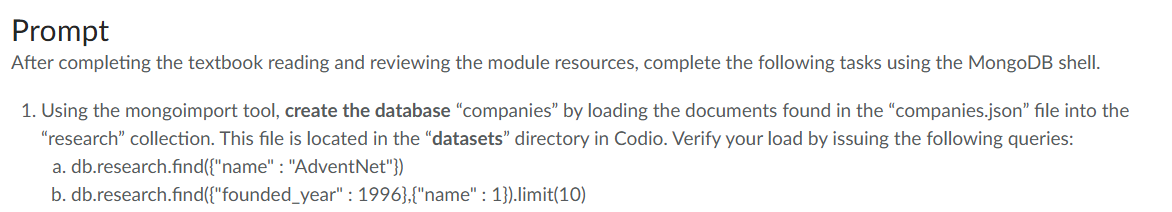 Prompt
After completing the textbook reading and reviewing the module resources, complete the following tasks using the MongoDB shell.
1. Using the mongoimport tool, create the database “companies” by loading the documents found in the “companies.json” file into the
“research” collection. This file is located in the “datasets” directory in Codio. Verify your load by issuing the following queries:
a. db.research.find({"name" : "AdventNet"})
b. db.research.find({"founded_year" : 1996},{"name" : 1}).limit(10)